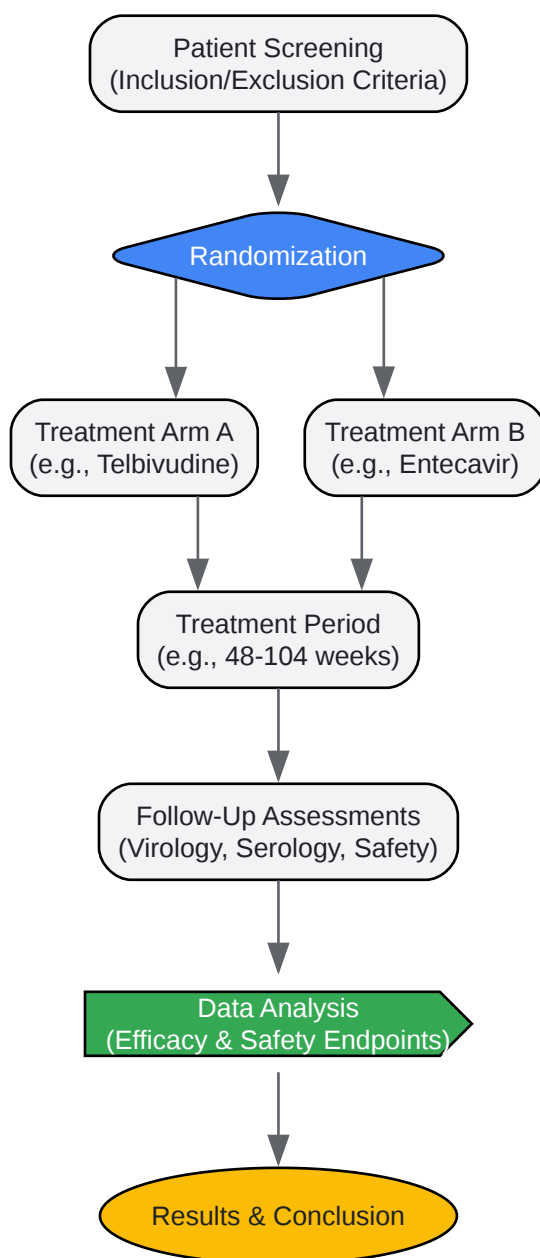 Patient Screening
(Inclusion/Exclusion Criteria)
Randomization
Treatment Arm A
(e.g., Telbivudine)
Treatment Arm B
(e.g., Entecavir)
Treatment Period
(e.g., 48-104 weeks)
Follow-Up Assessments
(Virology, Serology, Safety)
Data Analysis
(Efficacy & Safety Endpoints)
Results & Conclusion